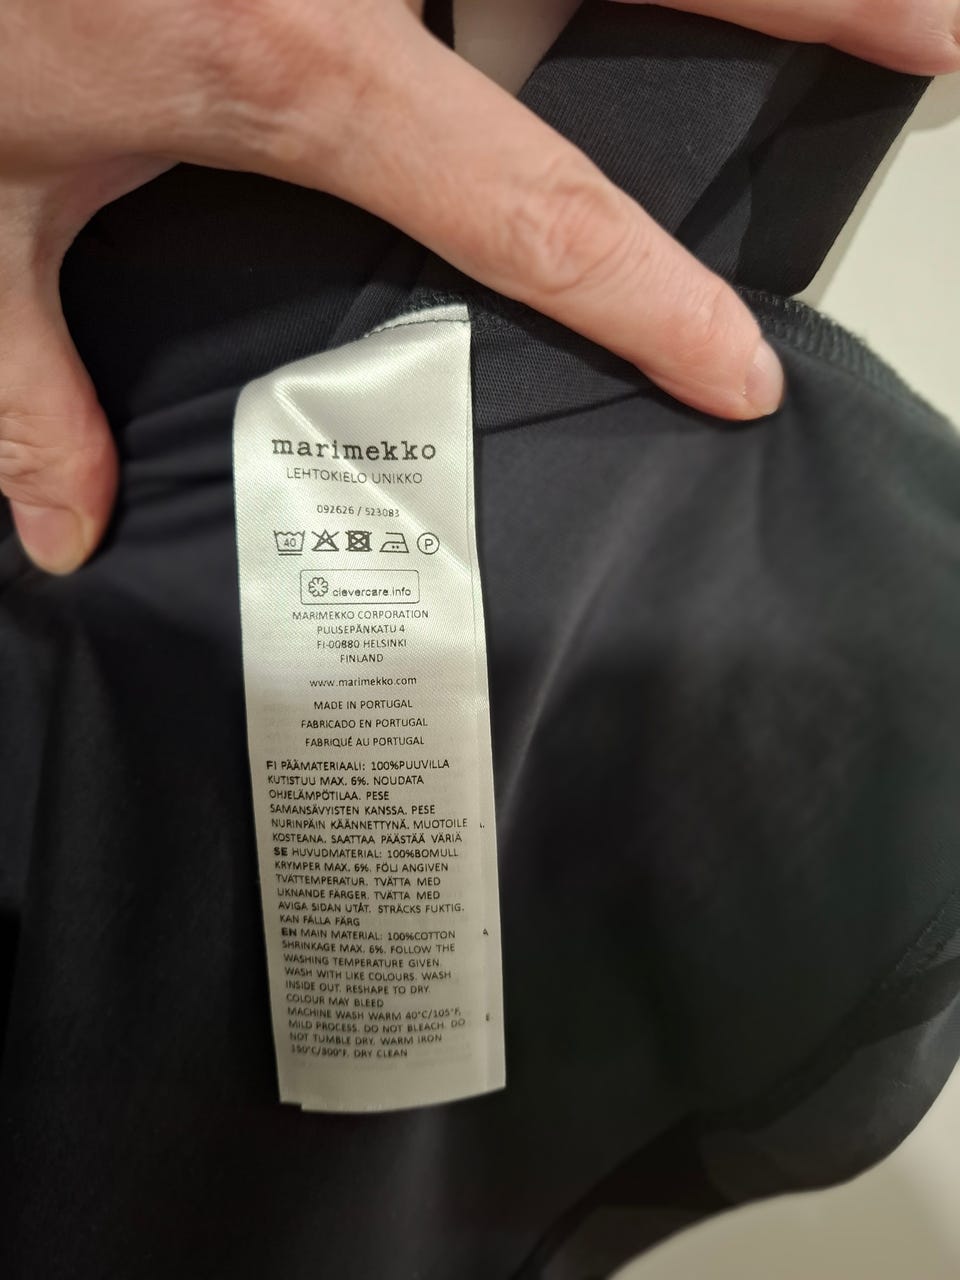 marimekko
LEHTOKIELO UNIKKO
092626 / 523083
40 P
clevercare.info
MARIMEKKO CORPORATION
PUUSEPÄNKATU 4
FI-00880 HELSINKI
FINLAND
www.marimekko.com
MADE IN PORTUGAL
FABRICADO EN PORTUGAL
FABRIQUÉ AU PORTUGAL
FI PÄÄMATERIAALI: 100%PUUVILLA
KUTISTUU MAX. 6%. NOUDATA
OHJELÄMPÖTILAA. PESE
SAMANSÄVYISTEN KANSSA. PESE
NURINPÄIN KÄÄNNETTYNÄ. MUOTOILE
KOSTEANA. SAATTAA PÄÄSTÄÄ VÄRIÄ
SE HUVUDMATERIAL: 100%BOMULL
KRYMPER MAX. 6%. FÖLJ ANGIVEN
TVÄTTEMPERATUR. TVÄTTA MED
LIKNANDE FÄRGER. TVÄTTA MED
AVIGA SIDAN UTÅT. STRÄCKS FUKTIG.
KAN FÄLLA FÄRG
EN MAIN MATERIAL: 100%COTTON
SHRINKAGE MAX. 6%. FOLLOW THE
WASHING TEMPERATURE GIVEN.
WASH WITH LIKE COLOURS. WASH
INSIDE OUT. RESHAPE TO DRY.
COLOUR MAY BLEED
MACHINE WASH WARM 40°C/105°F,
MILD PROCESS. DO NOT BLEACH. DO
NOT TUMBLE DRY. WARM IRON
150°C/300°F. DRY CLEAN